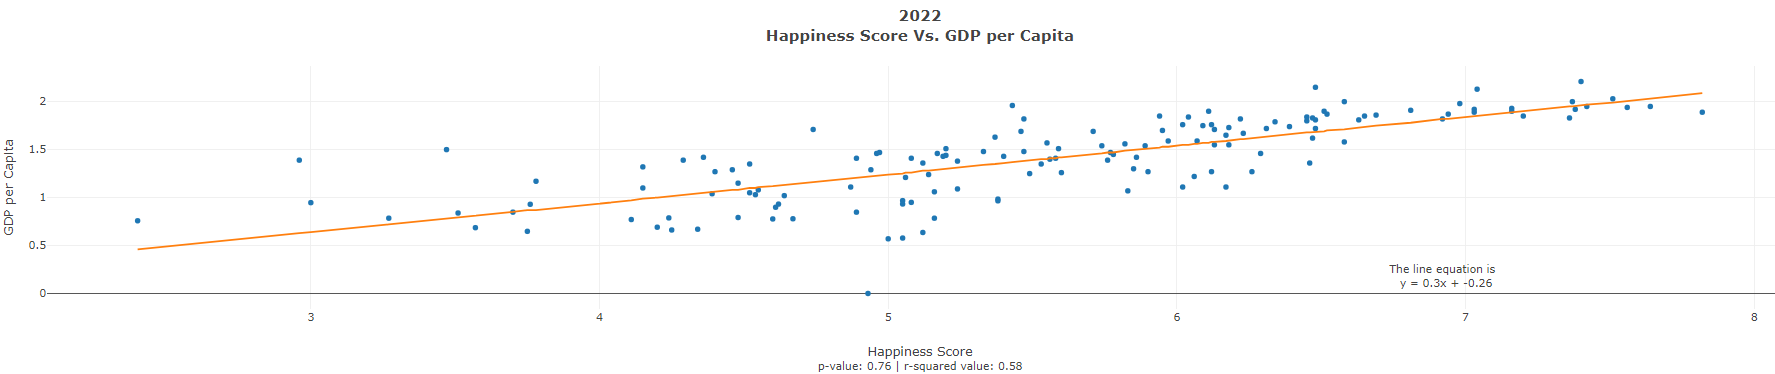 2022
Happiness Score Vs. GDP per Capita
GDP per Capita
2
1.5
1
0.5
0
The line equation is
y = 0.3x + -0.26
3 4 5 6 7 8
Happiness Score
p-value: 0.76 | r-squared value: 0.58